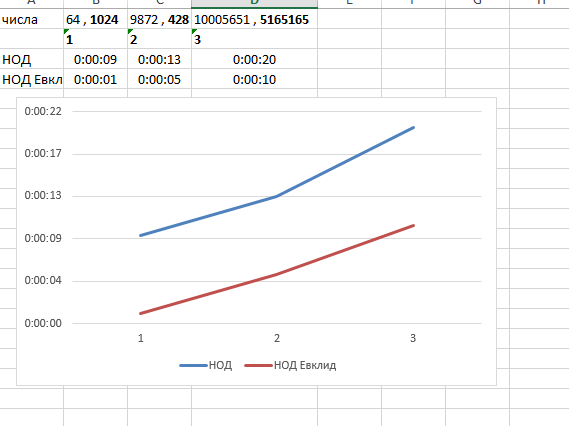 A B C D E F G H
числа 64 , 1024 9872 , 428 10005651 , 5165165
1 2 3
НОД 0:00:09 0:00:13 0:00:20
НОД Евкл 0:00:01 0:00:05 0:00:10
0:00:22
0:00:17
0:00:13
0:00:09
0:00:04
0:00:00
1 2 3
НОД НОД Евклид